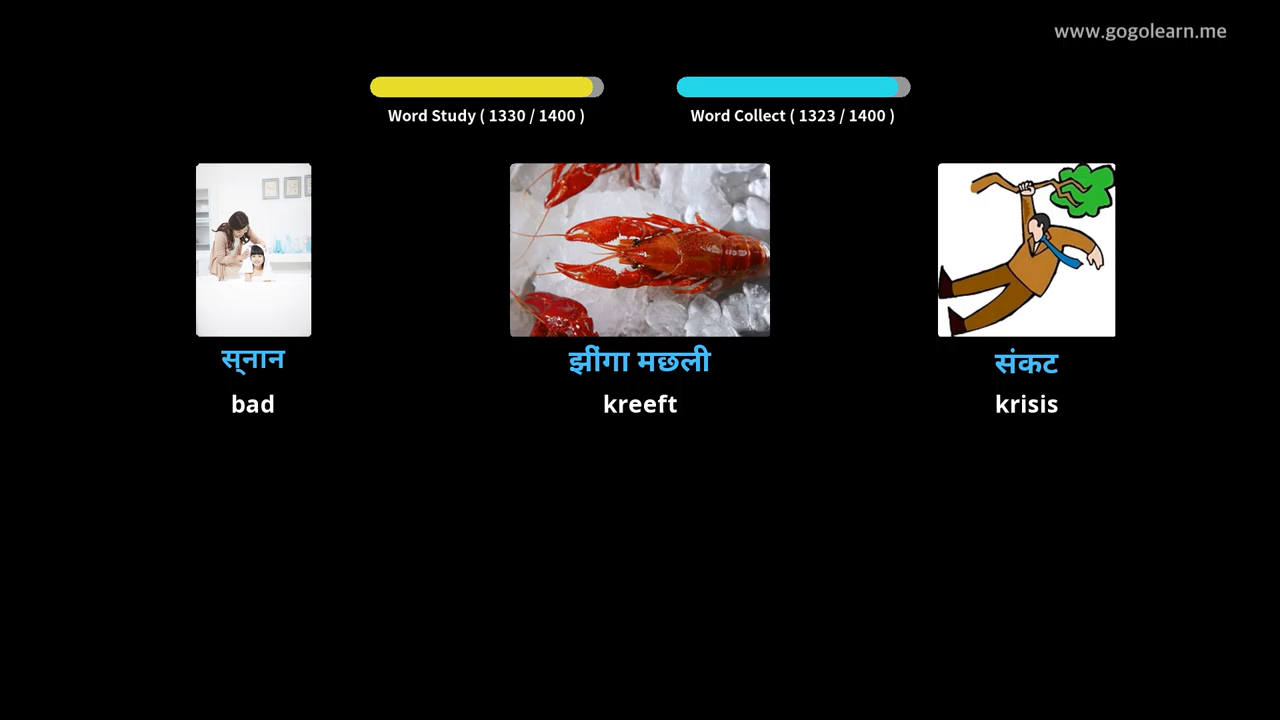 www.gogolearn.me
Word Study ( 1330 / 1400 )
Word Collect ( 1323 / 1400 )
स्‌नान
झींगा मछली
संकट
bad
kreeft
krisis